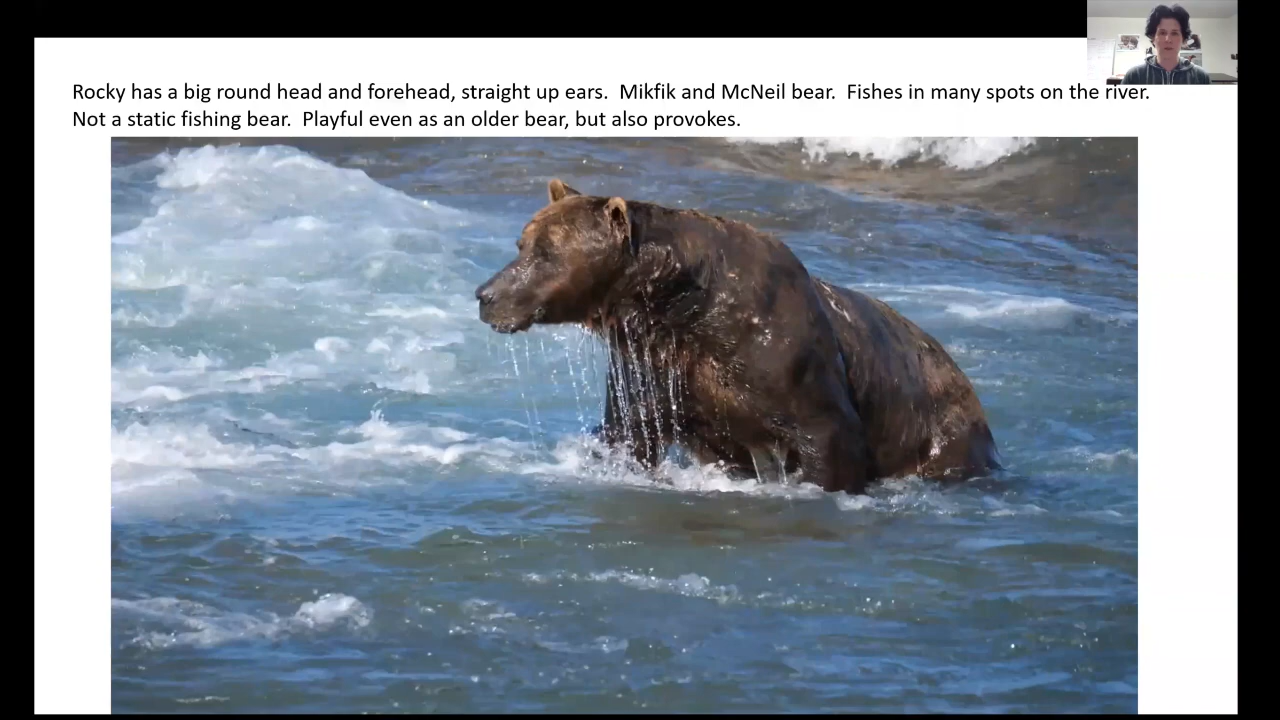 Rocky has a big round head and forehead, straight up ears.  Mikfik and McNeil bear.  Fishes in many spots on the river.
Not a static fishing bear.  Playful even as an older bear, but also provokes.